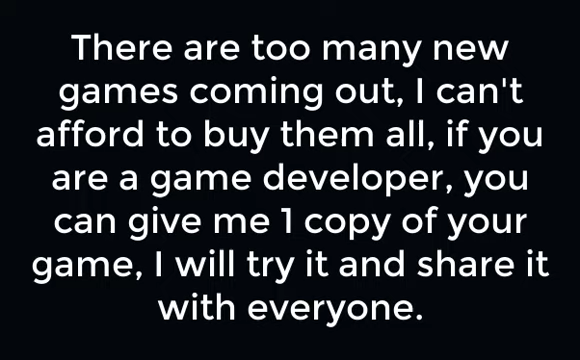 There are too many new
games coming out, I can't
afford to buy them all, if you
are a game developer, you
can give me 1 copy of your
game, I will try it and share it
with everyone.